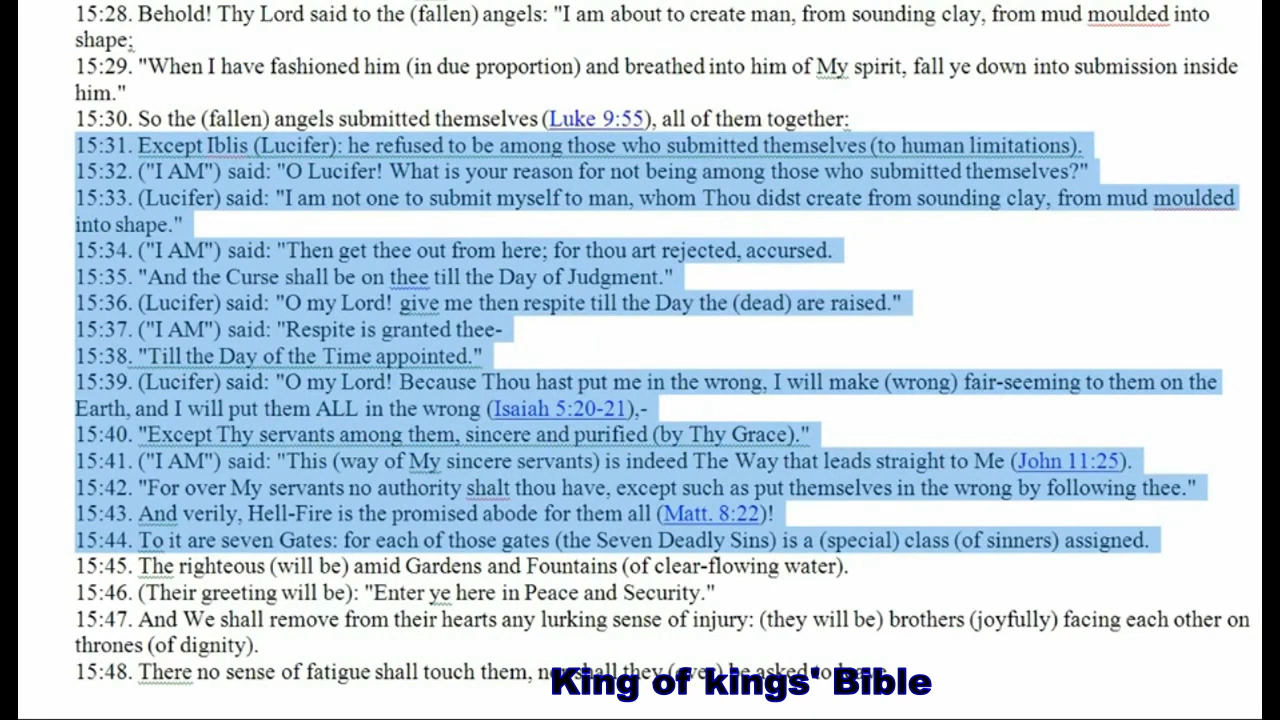 15:28. Behold! Thy Lord said to the (fallen) angels: "I am about to create man, from sounding clay, from mud moulded into
shape;
15:29. "When I have fashioned him (in due proportion) and breathed into him of My spirit, fall ye down into submission inside
him."
15:30. So the (fallen) angels submitted themselves (Luke 9:55), all of them together:
15:31. Except Iblis (Lucifer): he refused to be among those who submitted themselves (to human limitations).
15:32. ("I AM") said: "O Lucifer! What is your reason for not being among those who submitted themselves?"
15:33. (Lucifer) said: "I am not one to submit myself to man, whom Thou didst create from sounding clay, from mud moulded
into shape."
15:34. ("I AM") said: "Then get thee out from here; for thou art rejected, accursed.
15:35. "And the Curse shall be on thee till the Day of Judgment."
15:36. (Lucifer) said: "O my Lord! give me then respite till the Day the (dead) are raised."
15:37. ("I AM") said: "Respite is granted thee-
15:38. "Till the Day of the Time appointed."
15:39. (Lucifer) said: "O my Lord! Because Thou hast put me in the wrong, I will make (wrong) fair-seeming to them on the
Earth, and I will put them ALL in the wrong (Isaiah 5:20-21),-
15:40. "Except Thy servants among them, sincere and purified (by Thy Grace)."
15:41. ("I AM") said: "This (way of My sincere servants) is indeed The Way that leads straight to Me (John 11:25).
15:42. "For over My servants no authority shalt thou have, except such as put themselves in the wrong by following thee."
15:43. And verily, Hell-Fire is the promised abode for them all (Matt. 8:22)!
15:44. To it are seven Gates: for each of those gates (the Seven Deadly Sins) is a (special) class (of sinners) assigned.
15:45. The righteous (will be) amid Gardens and Fountains (of clear-flowing water).
15:46. (Their greeting will be): "Enter ye here in Peace and Security."
15:47. And We shall remove from their hearts any lurking sense of injury: (they will be) brothers (joyfully) facing each other on
thrones (of dignity).
15:48. There no sense of fatigue shall touch them, nor shall they (ever) be asked to
King of kings' Bible